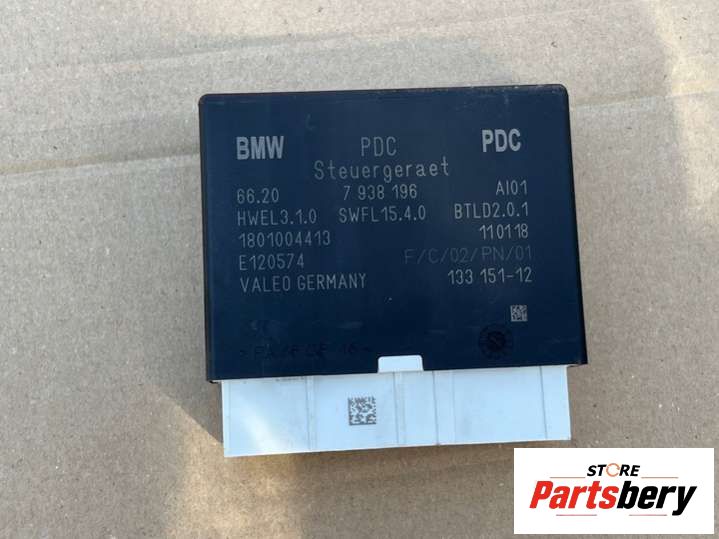 BMW PDC PDC
Steuergeraet
66.20 7 938 196 AI01
HWEL3.1.0 SWFL15.4.0 BTLD2.0.1
1801004413 110118
E120574 F/C/02/PN/01
VALEO GERMANY 133 151-12
STORE
Partsbery